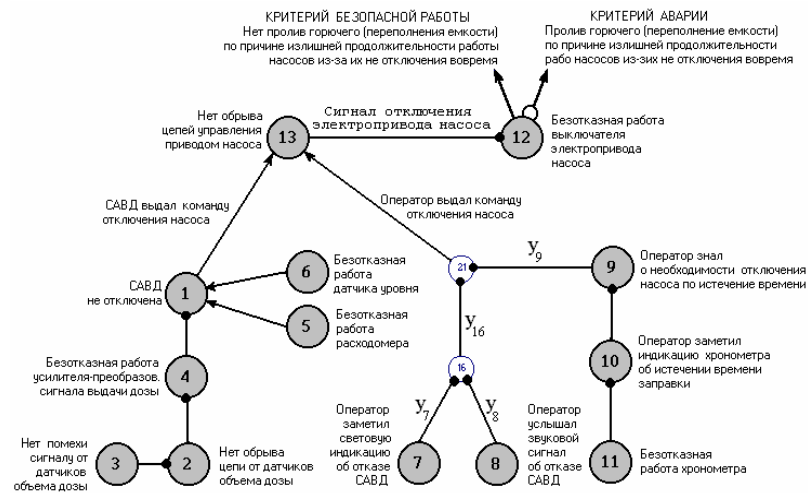 КРИТЕРИЙ БЕЗОПАСНОЙ РАБОТЫ
Нет пролив горючего (переполнения емкости)
по причине излишней продолжительности работы
насосов из-за их не отключения вовремя
КРИТЕРИЙ АВАРИИ
Пролив горючего (переполнения емкости)
по причине излишней продолжительности
рабо насосов из-зих не отключения вовремя
Нет обрыва
цепей управления
приводом насоса
13
Сигнал отключения
электропривода насоса
12
Безотказная работа
выключателя
электропривода
насоса
САВД выдал команду
отключения насоса
Оператор выдал команду
отключения насоса
САВД
не отключена
1
6
Безотказная
работа
датчика уровня
5
Безотказная
работа
расходомера
21
y9
9
Оператор знал
о необходимости отключения
насоса по истечение времени
y16
Безотказная работа
усилителя-преобразов.
сигнала выдачи дозы
4
16
10
Оператор заметил
индикацию хронометра
об истечении времени
заправки
Нет помехи
сигналу от
датчиков
объема дозы
3
2
Нет обрыва
цепи от датчиков
объема дозы
Оператор
заметил
световую
индикацию
об отказе
САВД
y7
7
y8
8
Оператор
услышал
звуковой
сигнал
об отказе
САВД
11
Безотказная
работа хронометра